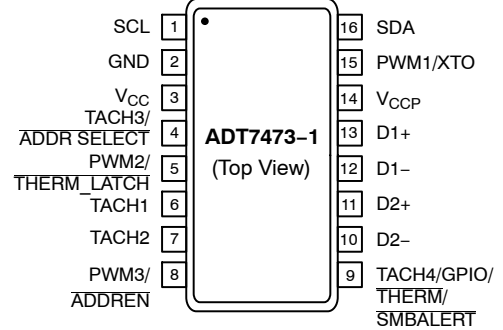 SCL 1
GND 2
VCC 3
TACH3/
ADDR SELECT 4
PWM2/
THERM_LATCH 5
TACH1 6
TACH2 7
PWM3/
ADDREN 8
ADT7473–1
(Top View)
16 SDA
15 PWM1/XTO
14 VCCP
13 D1+
12 D1–
11 D2+
10 D2–
9 TACH4/GPIO/
THERM/
SMBALERT